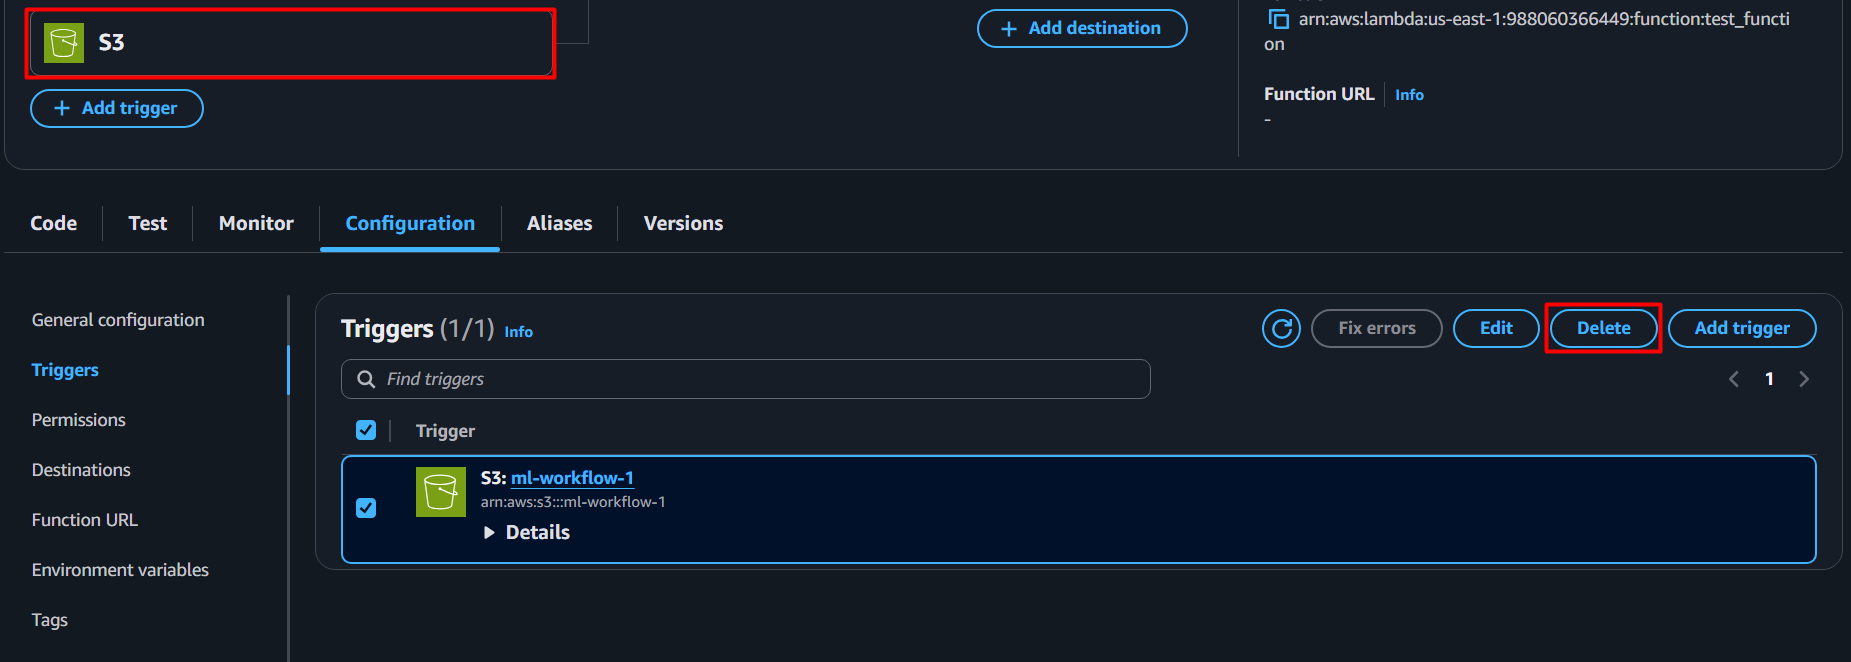 S3
+ Add trigger
+ Add destination
arn:aws:lambda:us-east-1:988060366449:function:test_functi
on
Function URL
Info
-
Code
Test
Monitor
Configuration
Aliases
Versions
General configuration
Triggers
Permissions
Destinations
Function URL
Environment variables
Tags
Triggers (1/1) Info
Fix errors
Edit
Delete
Add trigger
Find triggers
1
Trigger
S3: ml-workflow-1
arn:aws:s3:::ml-workflow-1
Details